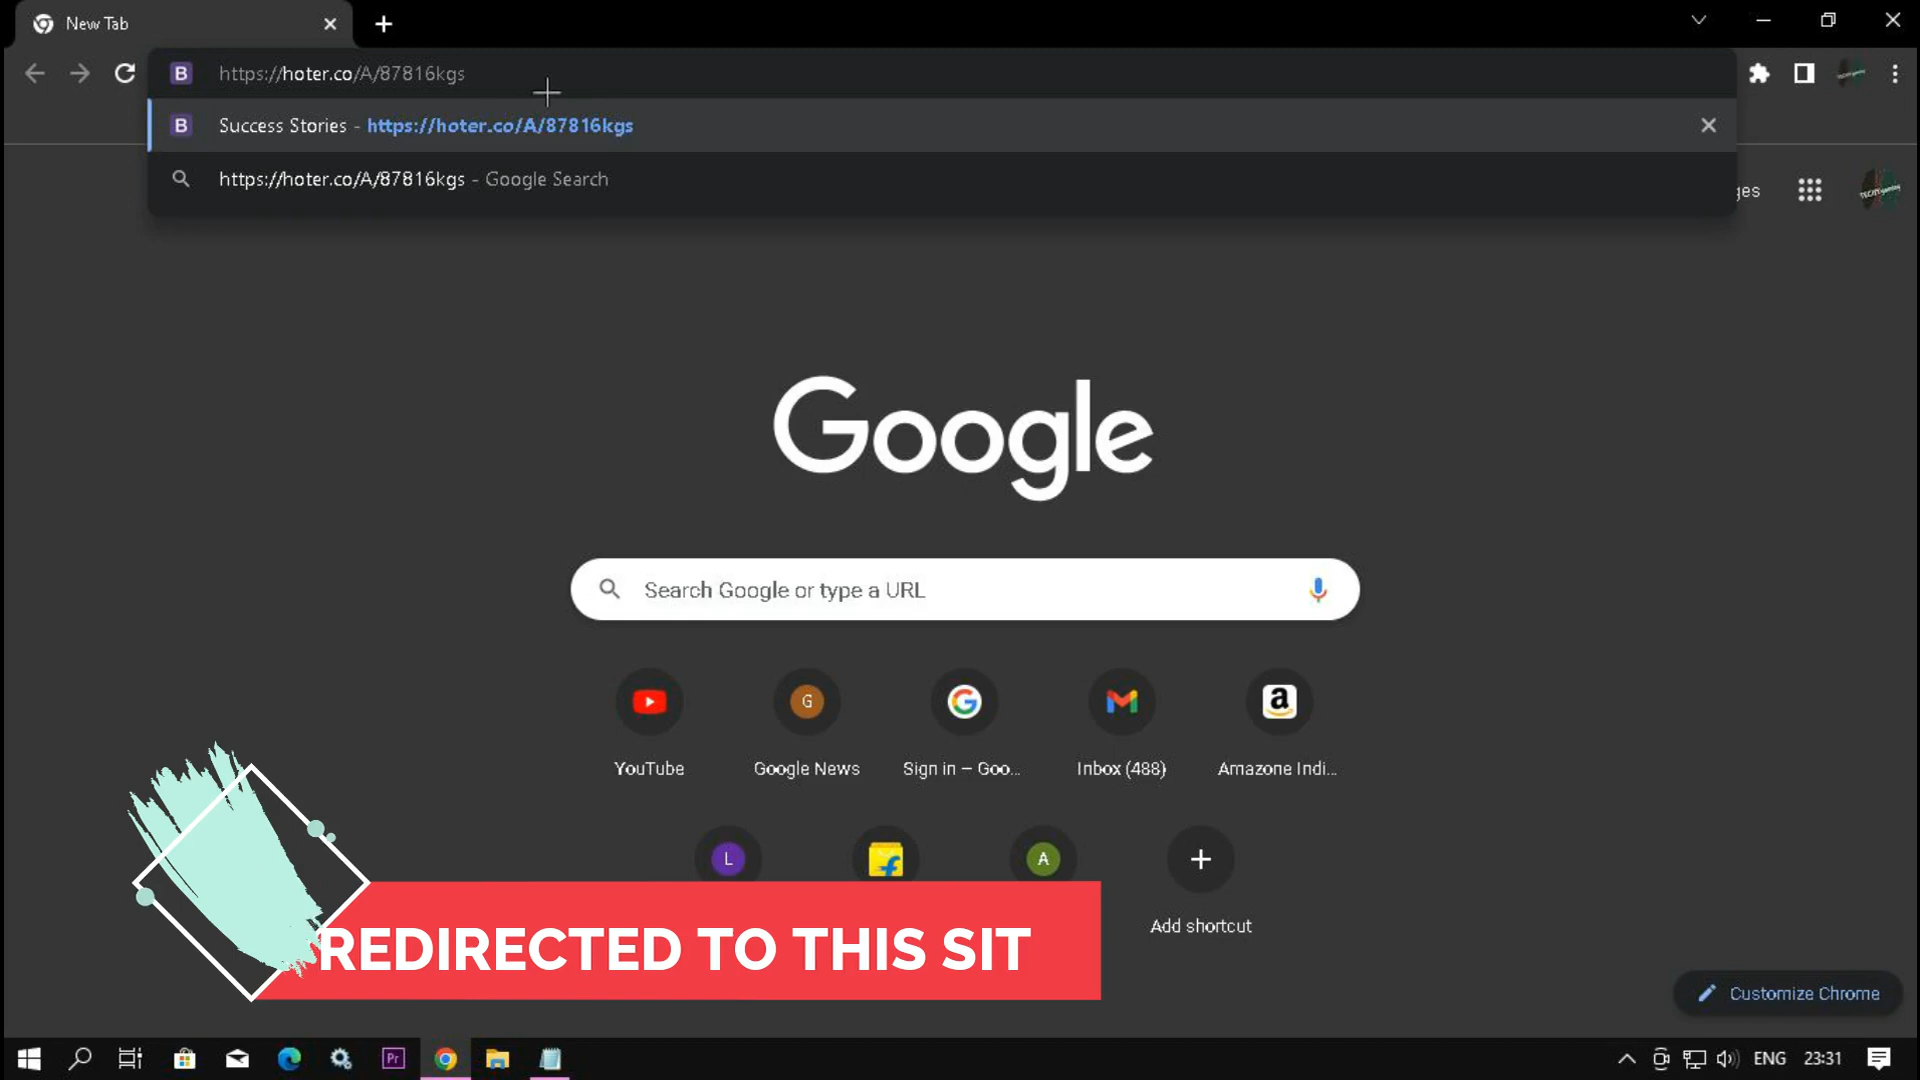 New Tab
B https://hoter.co/A/87816kgs
B Success Stories - https://hoter.co/A/87816kgs
https://hoter.co/A/87816kgs - Google Search
ges
Google
Search Google or type a URL
G
YouTube Google News Sign in – Goo... Inbox (488) Amazone Indi...
L A
Add shortcut
REDIRECTED TO THIS SIT
Customize Chrome
Pr ENG 23:31